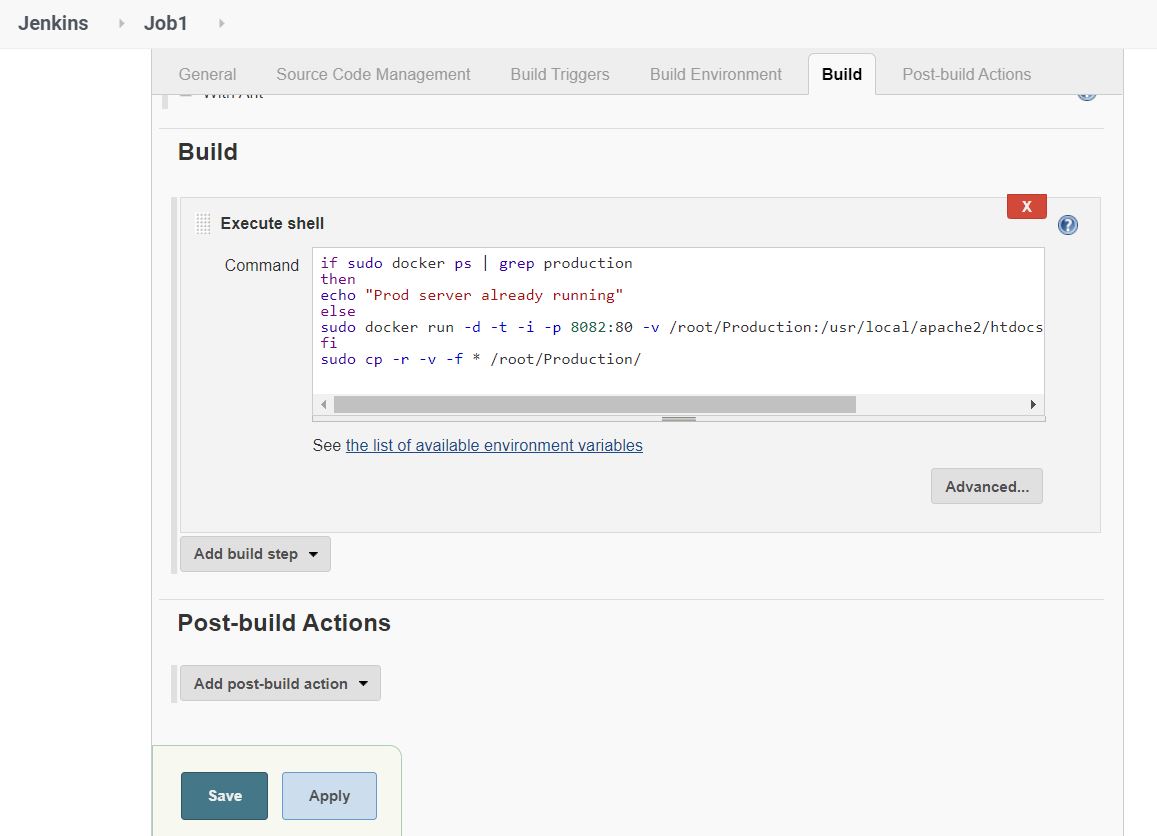 Jenkins Job1
General Source Code Management Build Triggers Build Environment Build Post-build Actions
With Ant
Build
X
Execute shell
Command
if sudo docker ps | grep production
then
echo "Prod server already running"
else
sudo docker run -d -t -i -p 8082:80 -v /root/Production:/usr/local/apache2/htdocs
fi
sudo cp -r -v -f * /root/Production/
See the list of available environment variables
Advanced...
Add build step
Post-build Actions
Add post-build action
Save Apply